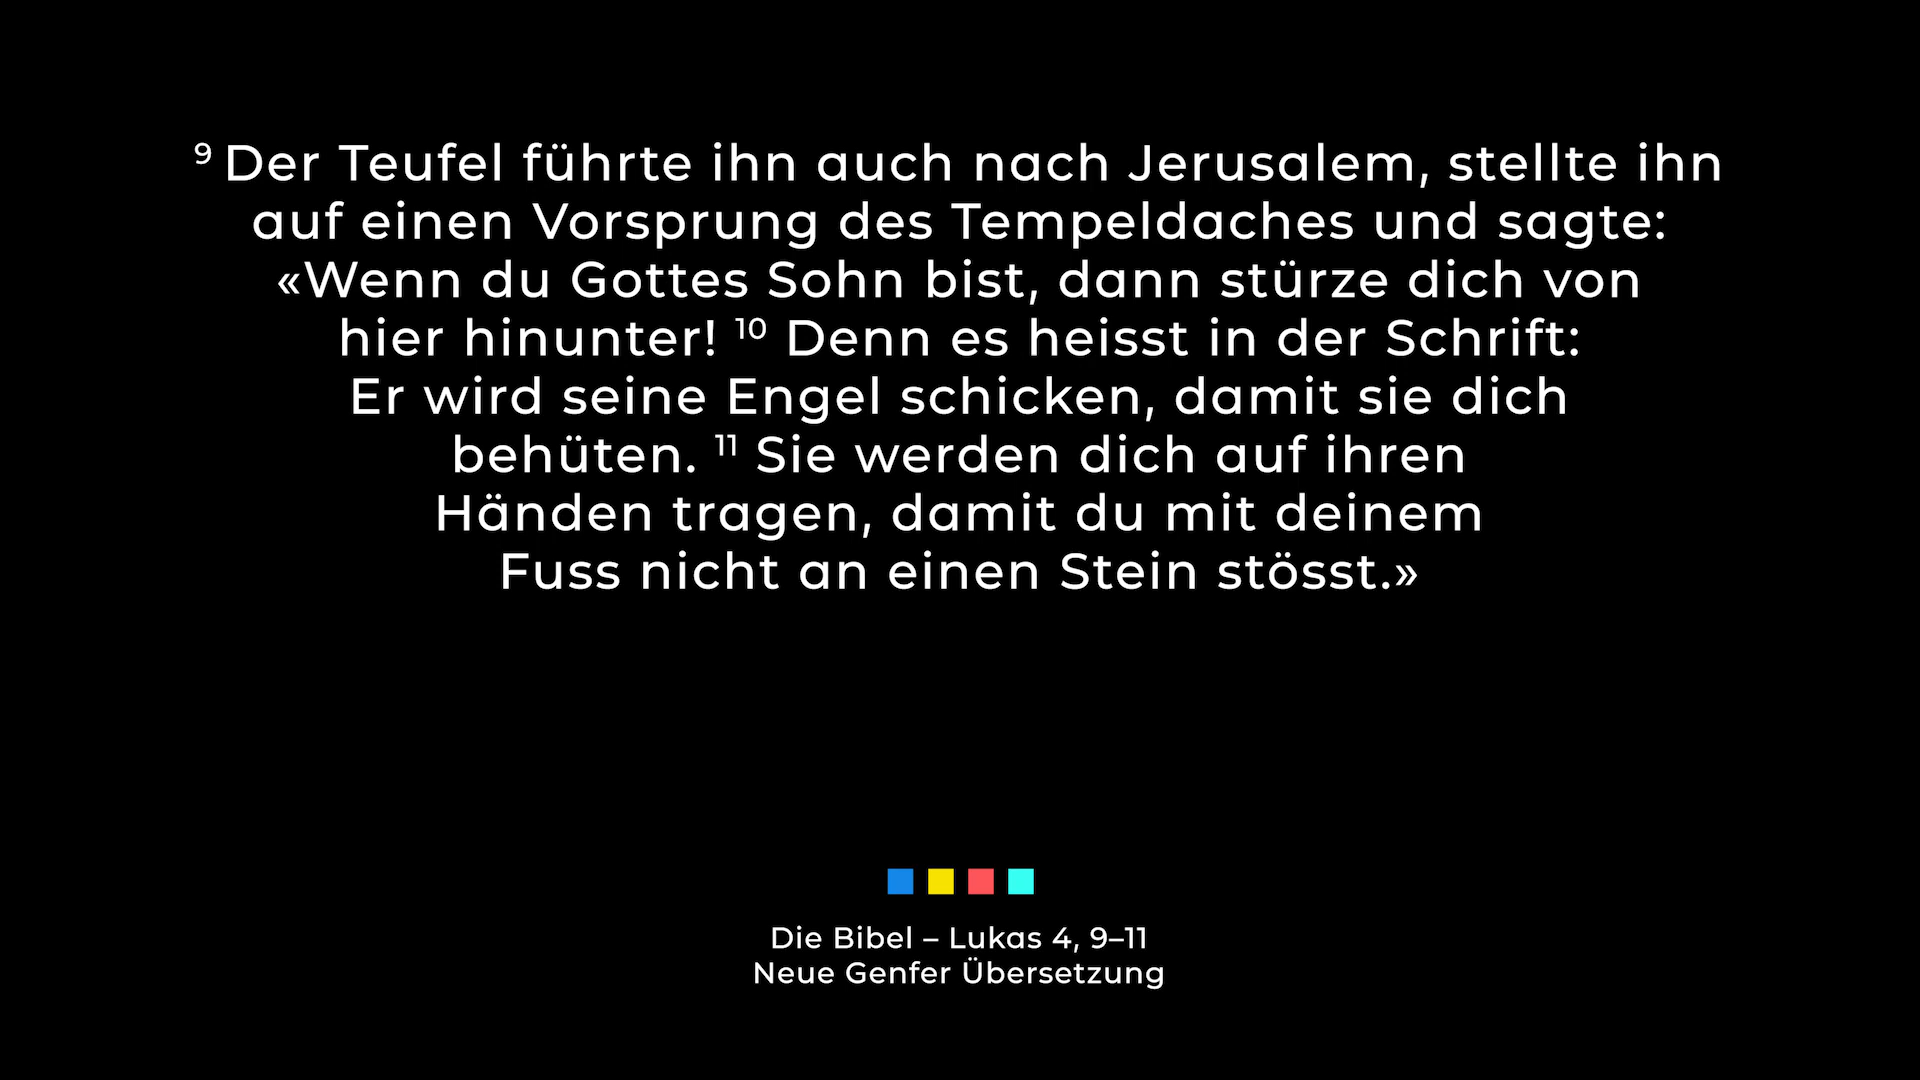 ⁹ Der Teufel führte ihn auch nach Jerusalem, stellte ihn
auf einen Vorsprung des Tempeldaches und sagte:
«Wenn du Gottes Sohn bist, dann stürze dich von
hier hinunter! ¹⁰ Denn es heisst in der Schrift:
Er wird seine Engel schicken, damit sie dich
behüten. ¹¹ Sie werden dich auf ihren
Händen tragen, damit du mit deinem
Fuss nicht an einen Stein stösst.»
Die Bibel – Lukas 4, 9–11
Neue Genfer Übersetzung